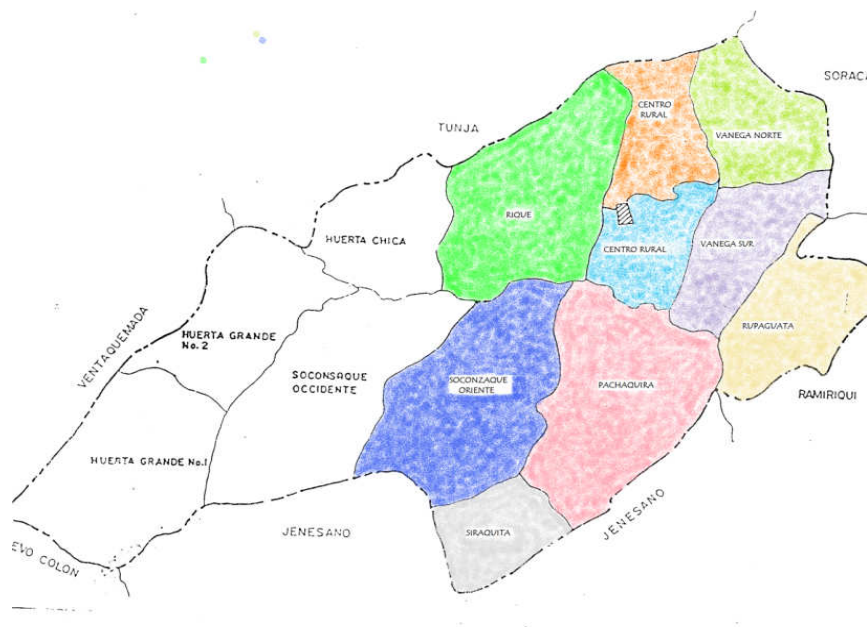 SORACA
CENTRO
RURAL
TUNJA
VANEGA NORTE
RIQUE
HUERTA CHICA
CENTRO RURAL
VANEGA SUR
VENTAQUEMADA
HUERTA GRANDE
No. 2
RUPAGUATA
SOCONSAQUE
OCCIDENTE
SOCONZAQUE
ORIENTE
PACHAQUIRA
RAMIRIQUI
HUERTA GRANDE No.1
JENESANO
SIRAQUITA
JENESANO
EVO COLON